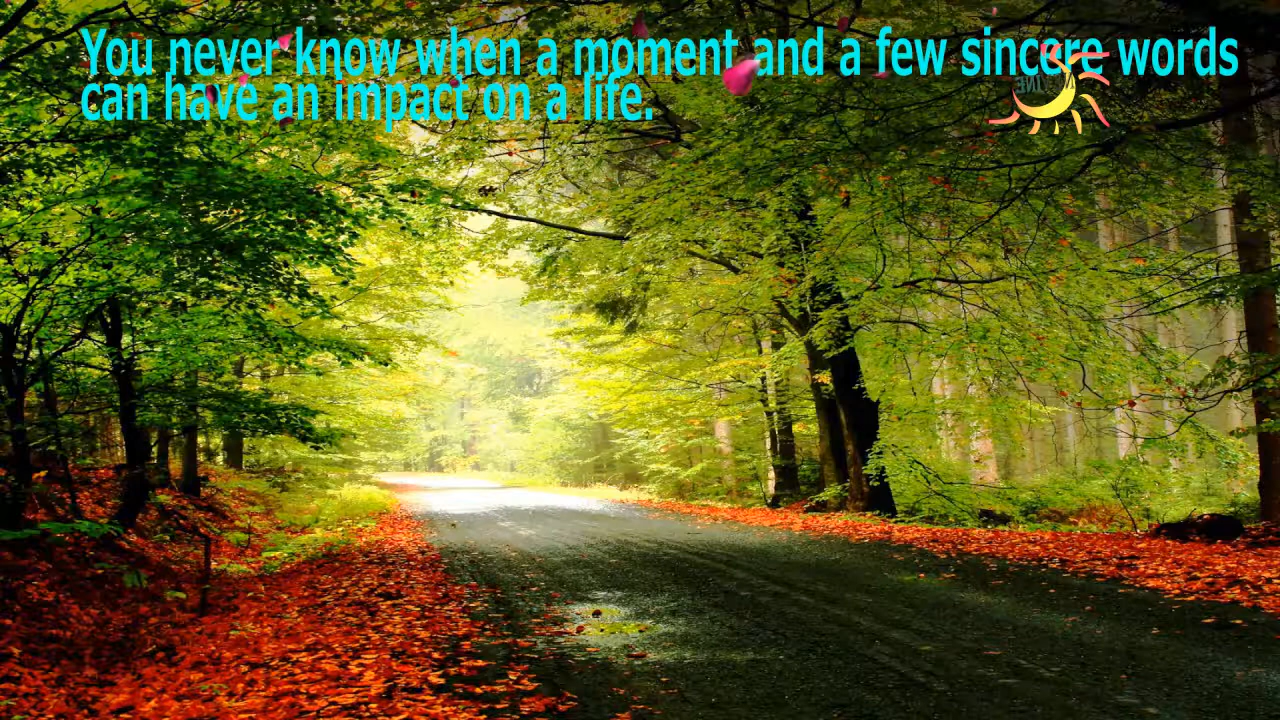 You never know when a moment and a few sincere words
can have an impact on a life.